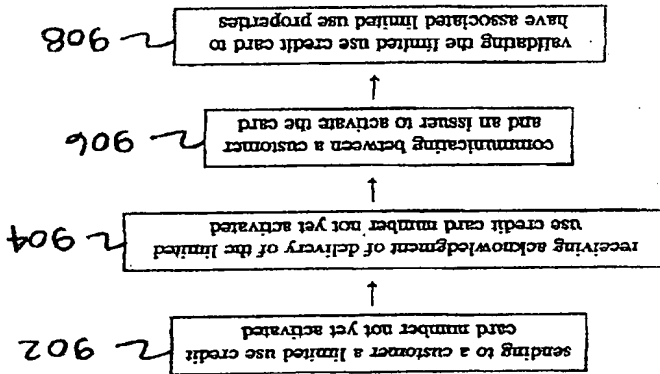 sending to a customer a limited use credit
card number not yet activated
902
receiving acknowledgment of delivery of the limited
use credit card number not yet activated
904
communicating between a customer
and an issuer to activate the card
906
validating the limited use credit card to
have associated limited use properties
908